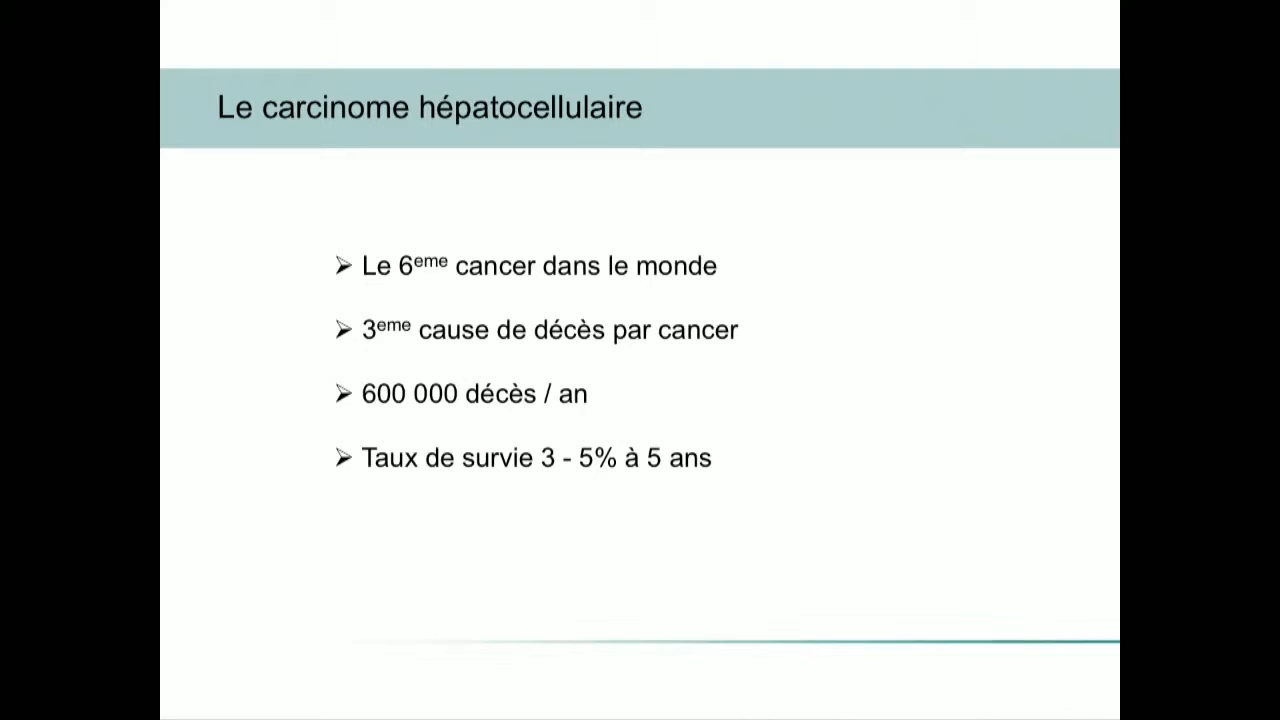 Le carcinome hépatocellulaire
➢ Le 6eme cancer dans le monde
➢ 3eme cause de décès par cancer
➢ 600 000 décès / an
➢ Taux de survie 3 - 5% à 5 ans